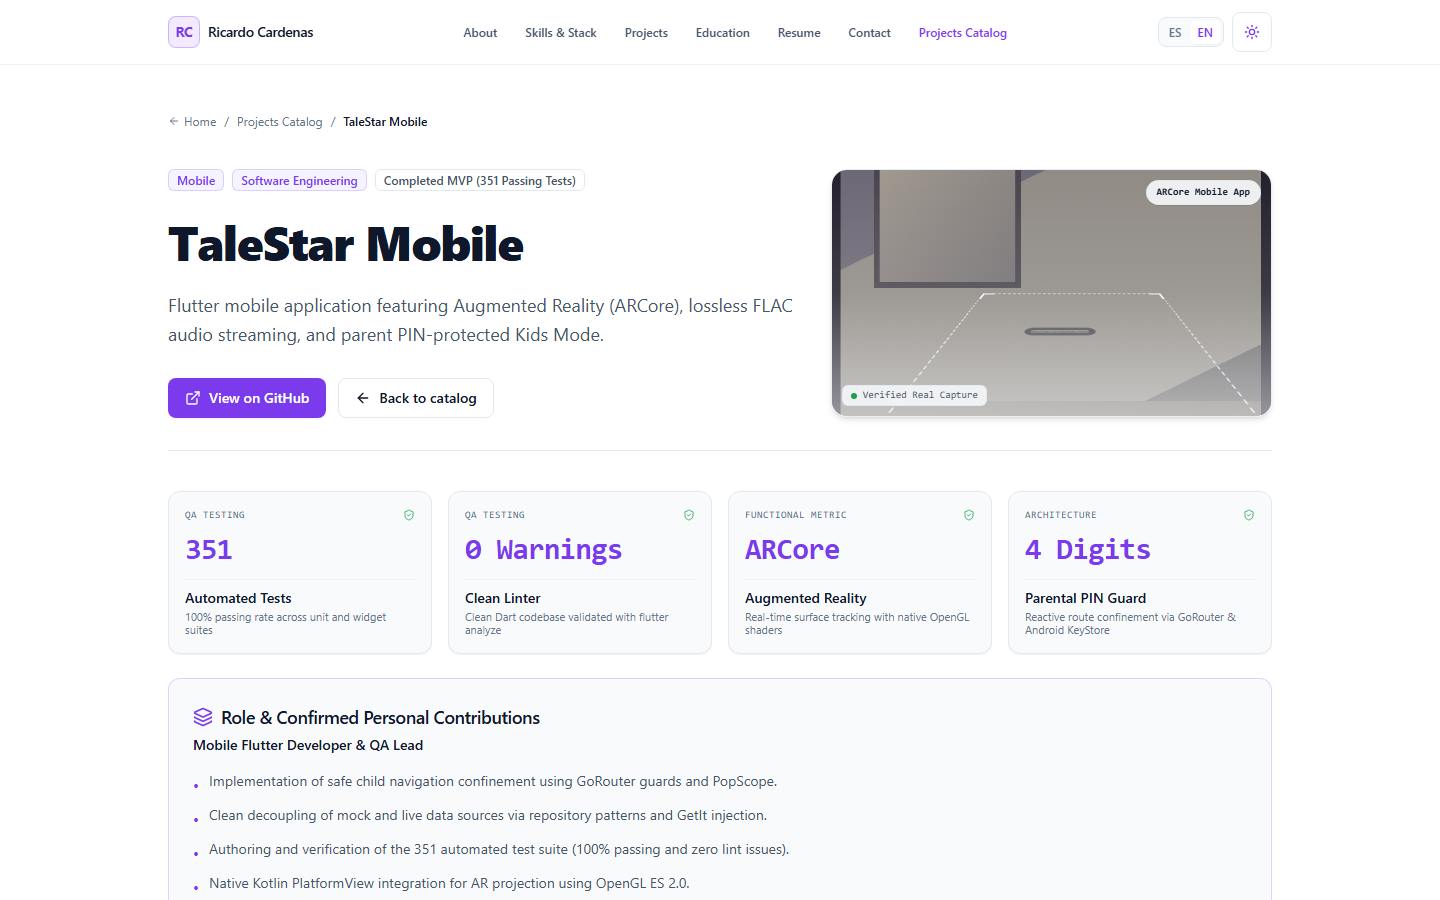 RC Ricardo Cardenas
About Skills & Stack Projects Education Resume Contact Projects Catalog
ES EN
← Home / Projects Catalog / TaleStar Mobile
Mobile Software Engineering Completed MVP (351 Passing Tests)
TaleStar Mobile
Flutter mobile application featuring Augmented Reality (ARCore), lossless FLAC
audio streaming, and parent PIN-protected Kids Mode.
View on GitHub ← Back to catalog
ARCore Mobile App
Verified Real Capture
QA TESTING
351
Automated Tests
100% passing rate across unit and widget
suites
QA TESTING
0 Warnings
Clean Linter
Clean Dart codebase validated with flutter
analyze
FUNCTIONAL METRIC
ARCore
Augmented Reality
Real-time surface tracking with native OpenGL
shaders
ARCHITECTURE
4 Digits
Parental PIN Guard
Reactive route confinement via GoRouter &
Android KeyStore
Role & Confirmed Personal Contributions
Mobile Flutter Developer & QA Lead
• Implementation of safe child navigation confinement using GoRouter guards and PopScope.
• Clean decoupling of mock and live data sources via repository patterns and GetIt injection.
• Authoring and verification of the 351 automated test suite (100% passing and zero lint issues).
• Native Kotlin PlatformView integration for AR projection using OpenGL ES 2.0.